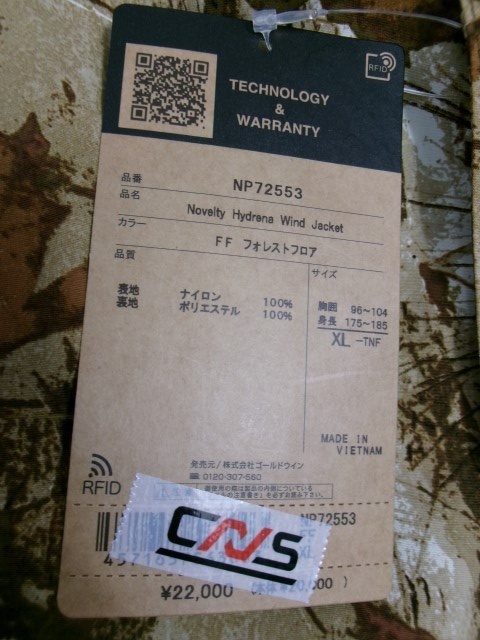 RFID
TECHNOLOGY
&
WARRANTY
品番 NP72553
品名 Novelty Hydrena Wind Jacket
カラー FF フォレストフロア
品質
サイズ
表地 ナイロン 100%
裏地 ポリエステル 100%
胸囲 96~104
身長 175~185
XL -TNF
MADE IN
VIETNAM
発売元/株式会社ゴールドウイン
0120-307-560
RFID
CNS
NP72553
XL
¥22,000